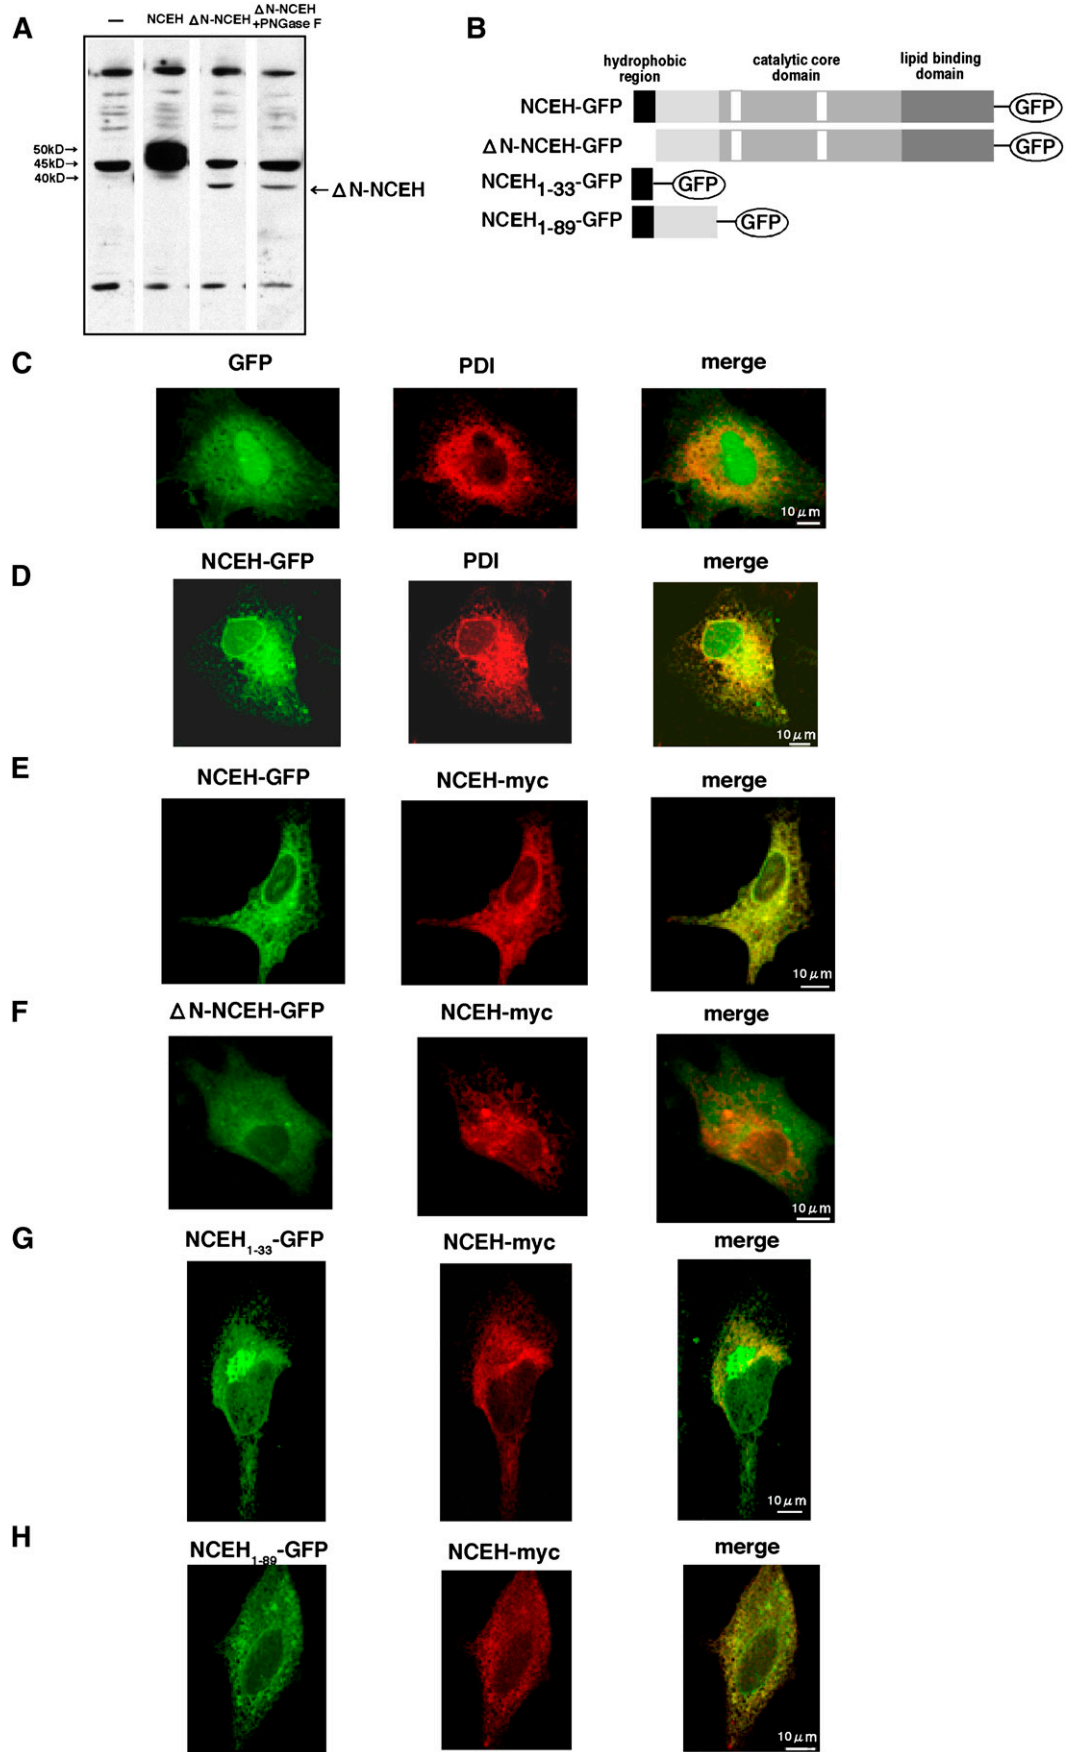 A
— NCEH ΔN-NCEH ΔN-NCEH
+PNGase F
50kD→
45kD→
40kD→
←ΔN-NCEH
B
hydrophobic
region
catalytic core
domain
lipid binding
domain
NCEH-GFP GFP
ΔN-NCEH-GFP GFP
NCEH1-33-GFP GFP
NCEH1-89-GFP GFP
C
GFP PDI merge
10 μm
D
NCEH-GFP PDI merge
10 μm
E
NCEH-GFP NCEH-myc merge
10 μm
F
ΔN-NCEH-GFP NCEH-myc merge
10 μm
G
NCEH1-33-GFP NCEH-myc merge
10 μm
H
NCEH1-89-GFP NCEH-myc merge
10 μm